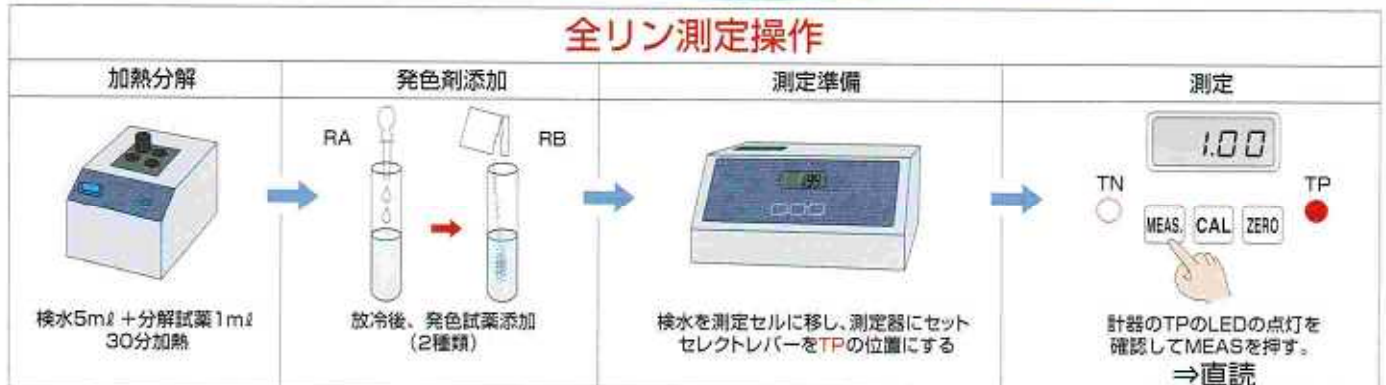 全リン測定操作
加熱分解
発色剤添加
測定準備
測定
RA
RB
199
1.00
TN
TP
MEAS.
CAL
ZERO
検水5mℓ+分解試薬1mℓ
30分加熱
放冷後、発色試薬添加
(2種類)
検水を測定セルに移し、測定器にセット
セレクトレバーをTPの位置にする
計器のTPのLEDの点灯を
確認してMEASを押す。
⇒直読